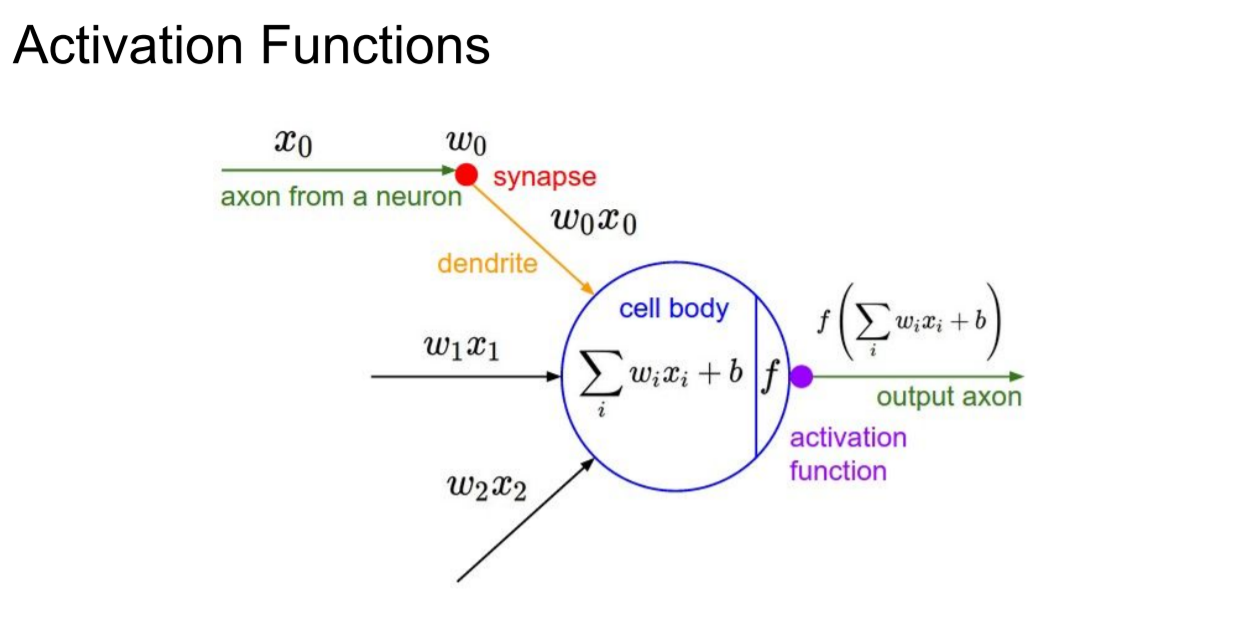 Activation Functions
x₀
w₀
synapse
axon from a neuron
w₀x₀
dendrite
cell body
f(∑ᵢ wᵢxᵢ + b)
w₁x₁
∑ᵢ wᵢxᵢ + b
f
output axon
activation
function
w₂x₂